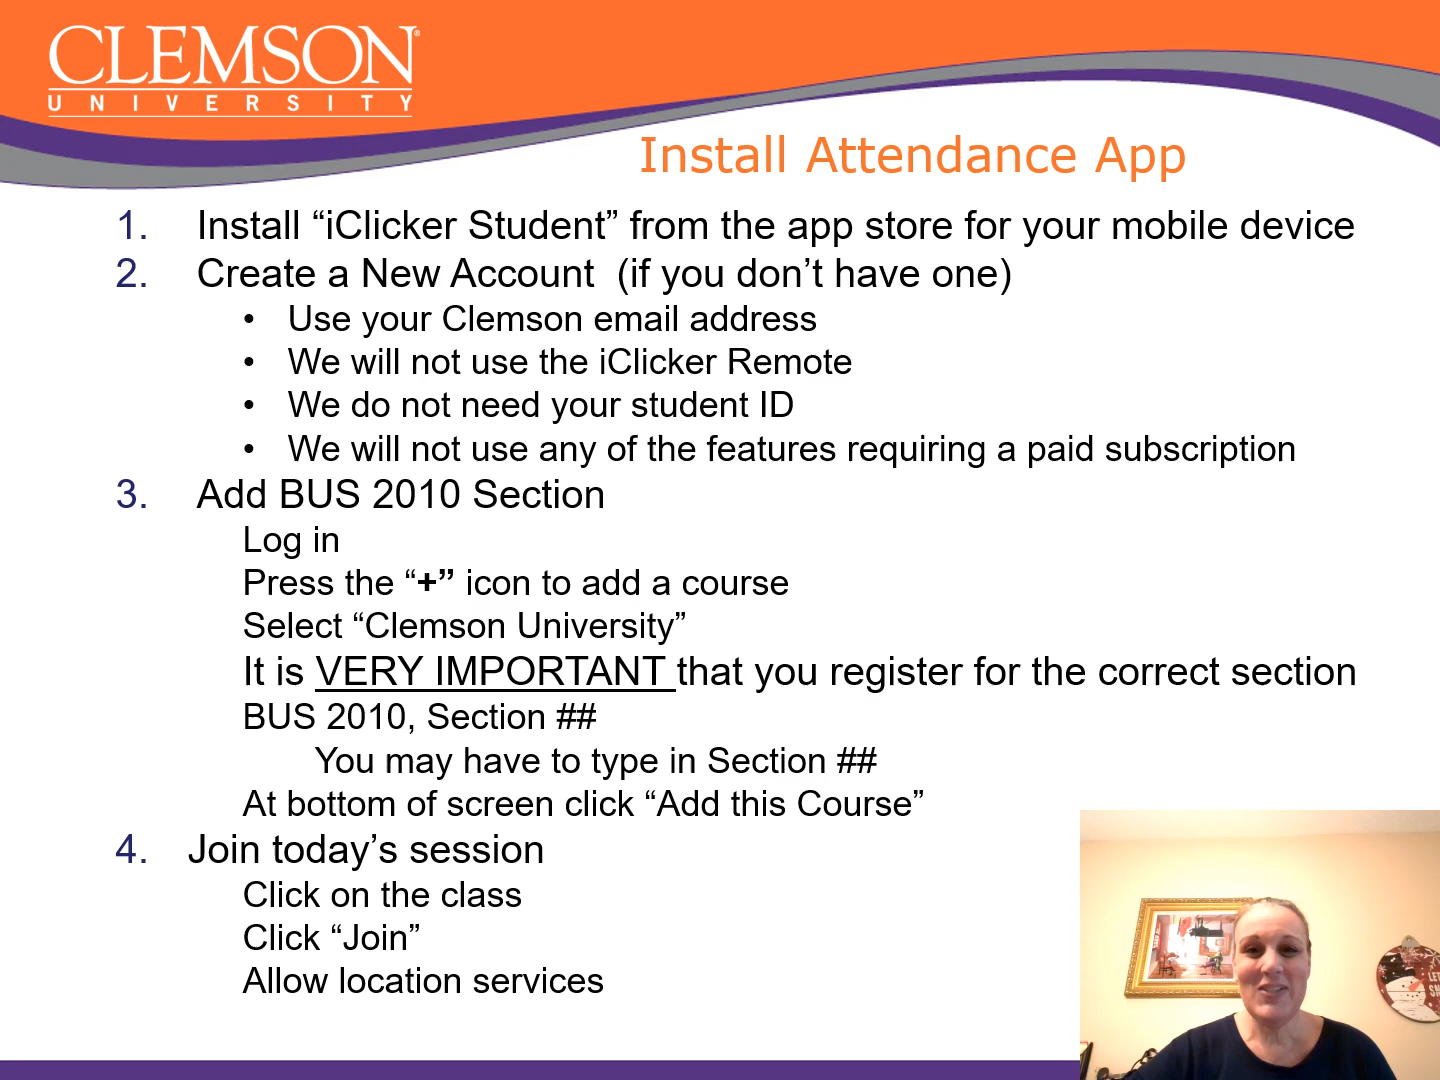 CLEMSON®
UNIVERSITY
Install Attendance App
1. Install “iClicker Student” from the app store for your mobile device
2. Create a New Account (if you don’t have one)
• Use your Clemson email address
• We will not use the iClicker Remote
• We do not need your student ID
• We will not use any of the features requiring a paid subscription
3. Add BUS 2010 Section
Log in
Press the “+” icon to add a course
Select “Clemson University”
It is VERY IMPORTANT that you register for the correct section
BUS 2010, Section ##
You may have to type in Section ##
At bottom of screen click “Add this Course”
4. Join today’s session
Click on the class
Click “Join”
Allow location services